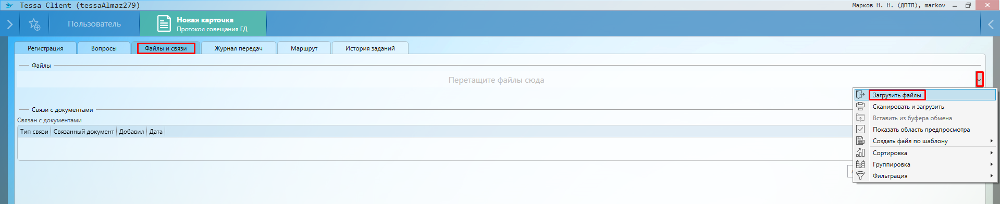 Tessa Client (tessaAlmaz279)
Марков Н. Н. (ДПТП), markov
Пользователь
Новая карточка
Протокол совещания ГД
Регистрация
Вопросы
Файлы и связи
Журнал передач
Маршрут
История заданий
Файлы
Перетащите файлы сюда
Загрузить файлы
Сканировать и загрузить
Вставить из буфера обмена
Показать область предпросмотра
Создать файл по шаблону
Сортировка
Группировка
Фильтрация
Связи с документами
Связан с документами
Тип связи Связанный документ Добавил Дата